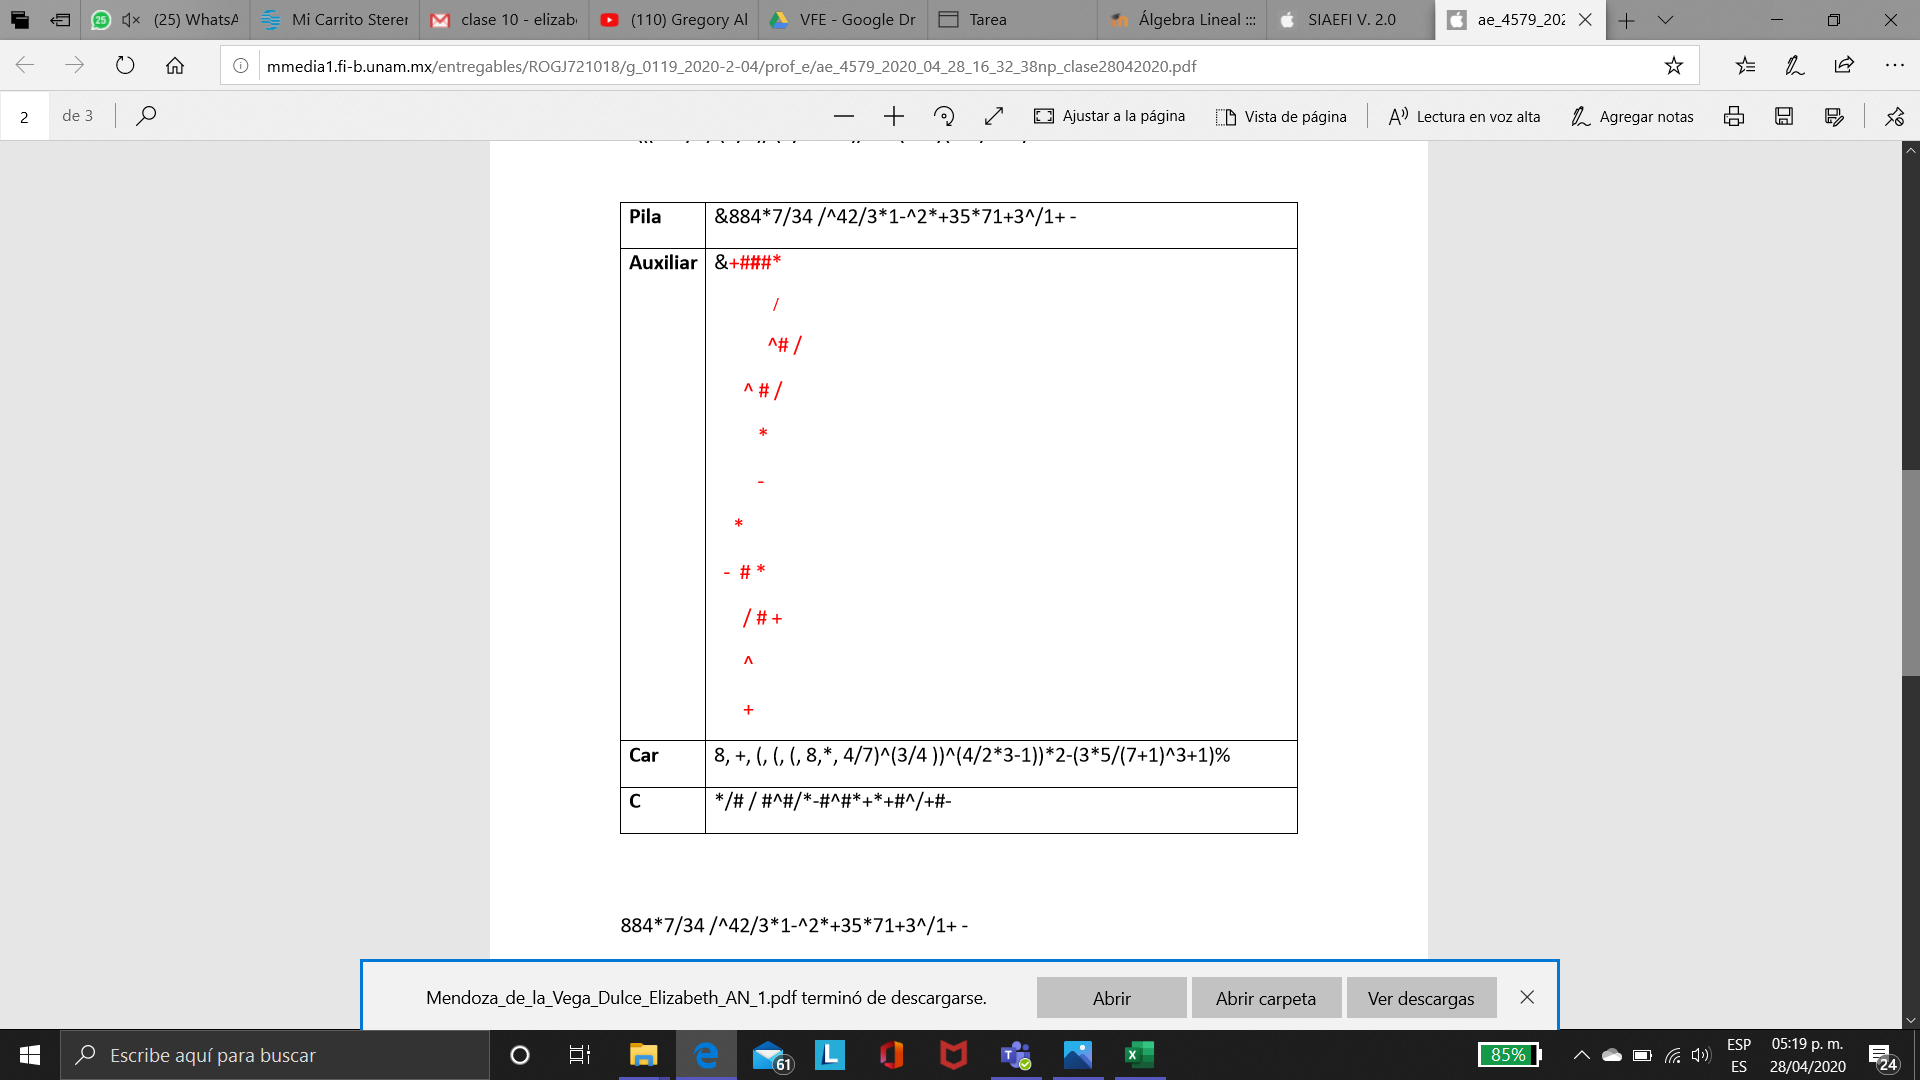 (25) WhatsA
Mi Carrito Sterer
clase 10 - elizab
(110) Gregory Al
VFE - Google Dr
Tarea
Álgebra Lineal :::
SIAEFI V. 2.0
ae_4579_202
mmedia1.fi-b.unam.mx/entregables/ROGJ721018/g_0119_2020-2-04/prof_e/ae_4579_2020_04_28_16_32_38np_clase28042020.pdf
2 de 3
Ajustar a la página
Vista de página
Lectura en voz alta
Agregar notas
Pila &884*7/34 /^42/3*1-^2*+35*71+3^/1+ -
Auxiliar &+###*
/
^# /
^ # /
*
-
*
- # *
/ # +
^
+
Car 8, +, (, (, (, 8,*, 4/7)^(3/4 ))^(4/2*3-1))*2-(3*5/(7+1)^3+1)%
C */# / #^#/*-#^#*+*+#^/+#-
884*7/34 /^42/3*1-^2*+35*71+3^/1+ -
Mendoza_de_la_Vega_Dulce_Elizabeth_AN_1.pdf terminó de descargarse.
Abrir
Abrir carpeta
Ver descargas
Escribe aquí para buscar
61
85%
ESP
ES
05:19 p. m.
28/04/2020
24